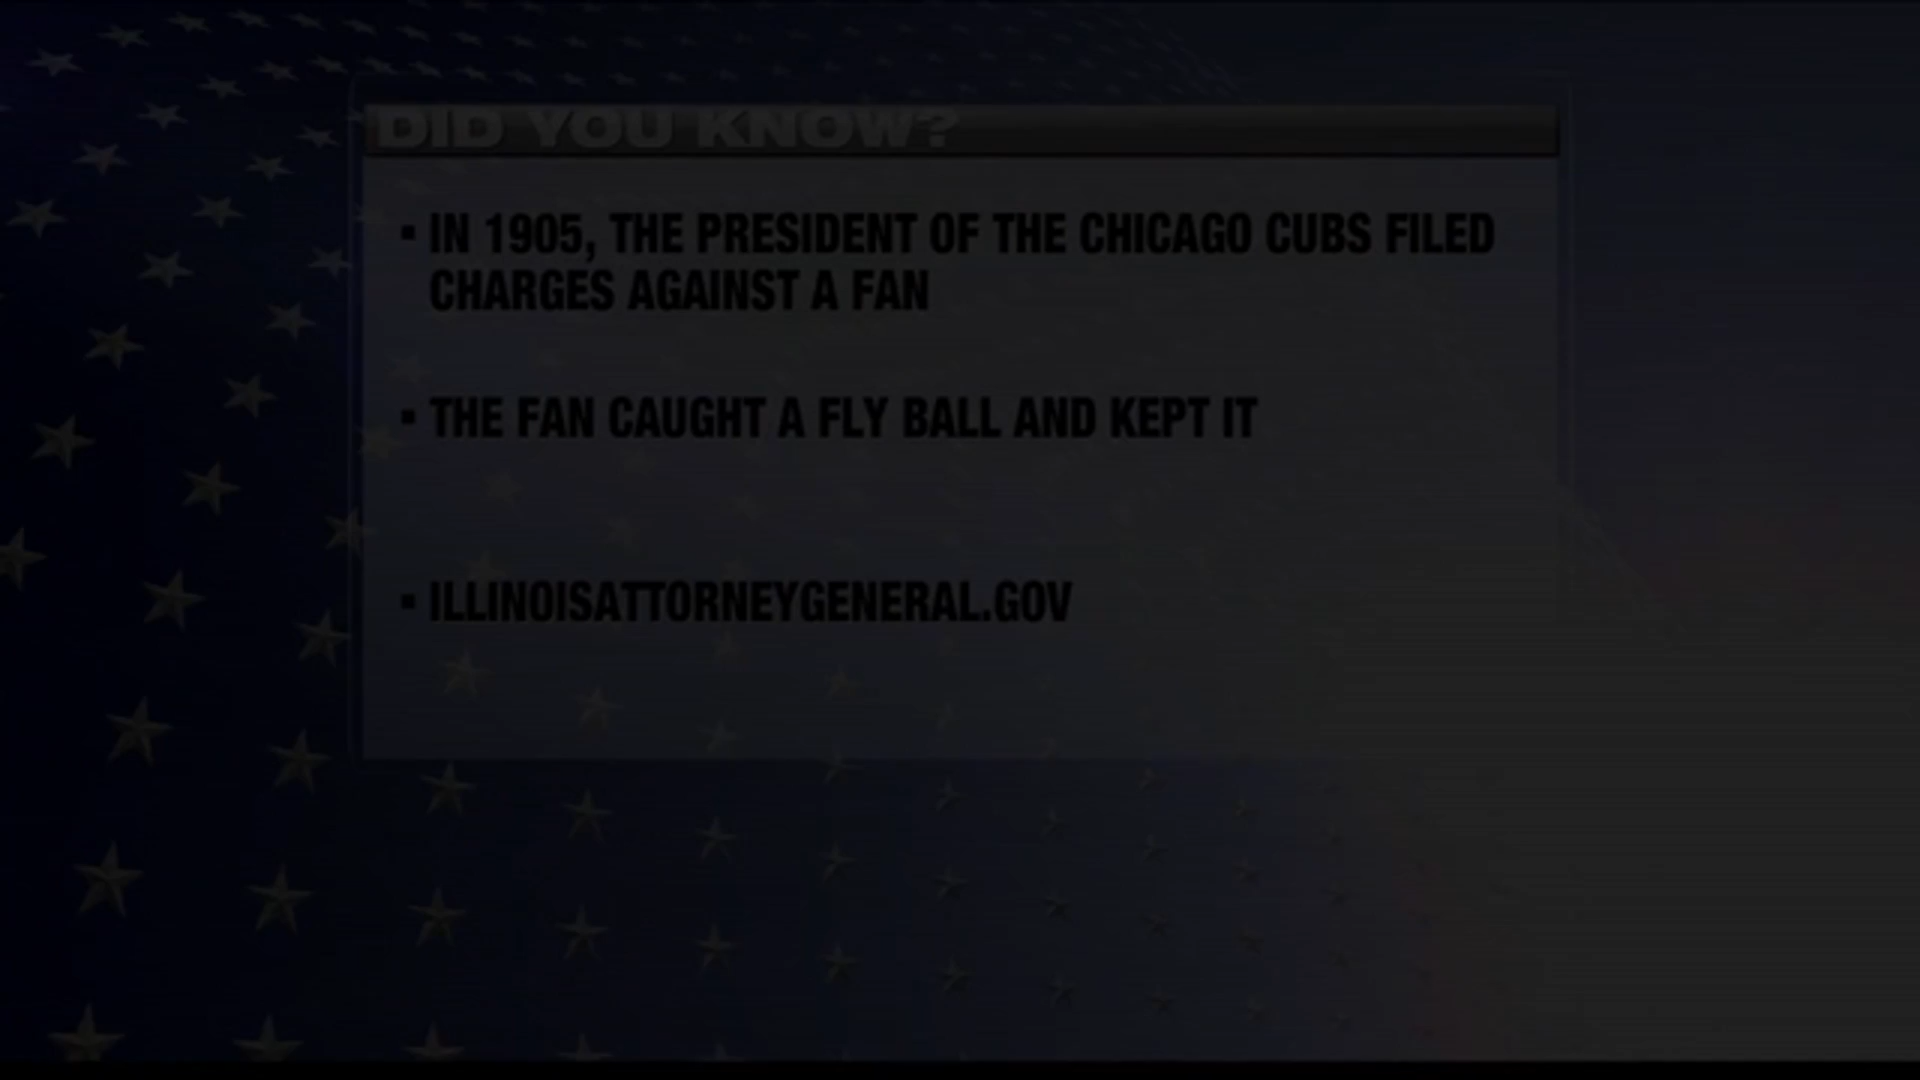 DID YOU KNOW?
▪ IN 1905, THE PRESIDENT OF THE CHICAGO CUBS FILED
CHARGES AGAINST A FAN
▪ THE FAN CAUGHT A FLY BALL AND KEPT IT
▪ ILLINOISATTORNEYGENERAL.GOV